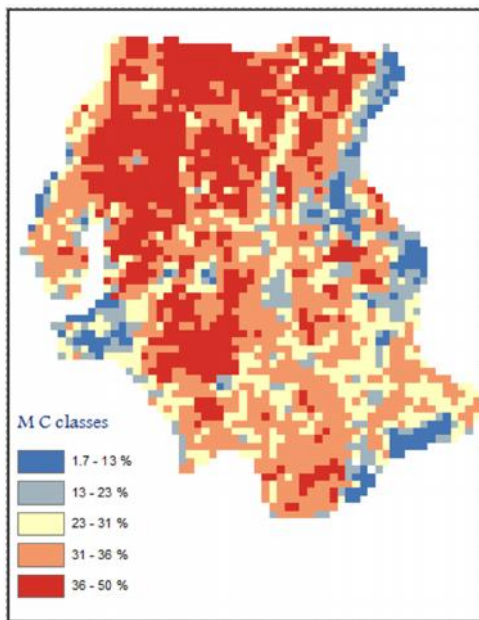 M C classes
1.7 - 13 %
13 - 23 %
23 - 31 %
31 - 36 %
36 - 50 %